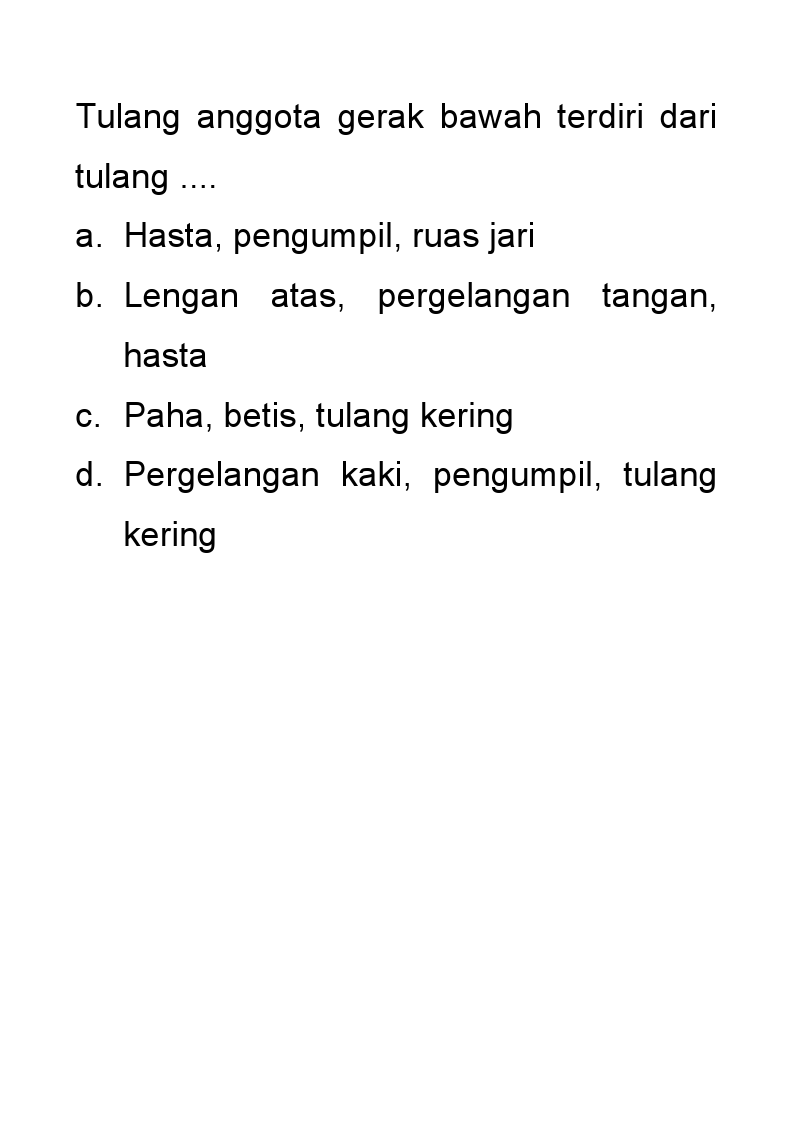 Tulang anggota gerak bawah terdiri dari
tulang ....
a. Hasta, pengumpil, ruas jari
b. Lengan atas, pergelangan tangan,
hasta
c. Paha, betis, tulang kering
d. Pergelangan kaki, pengumpil, tulang
kering